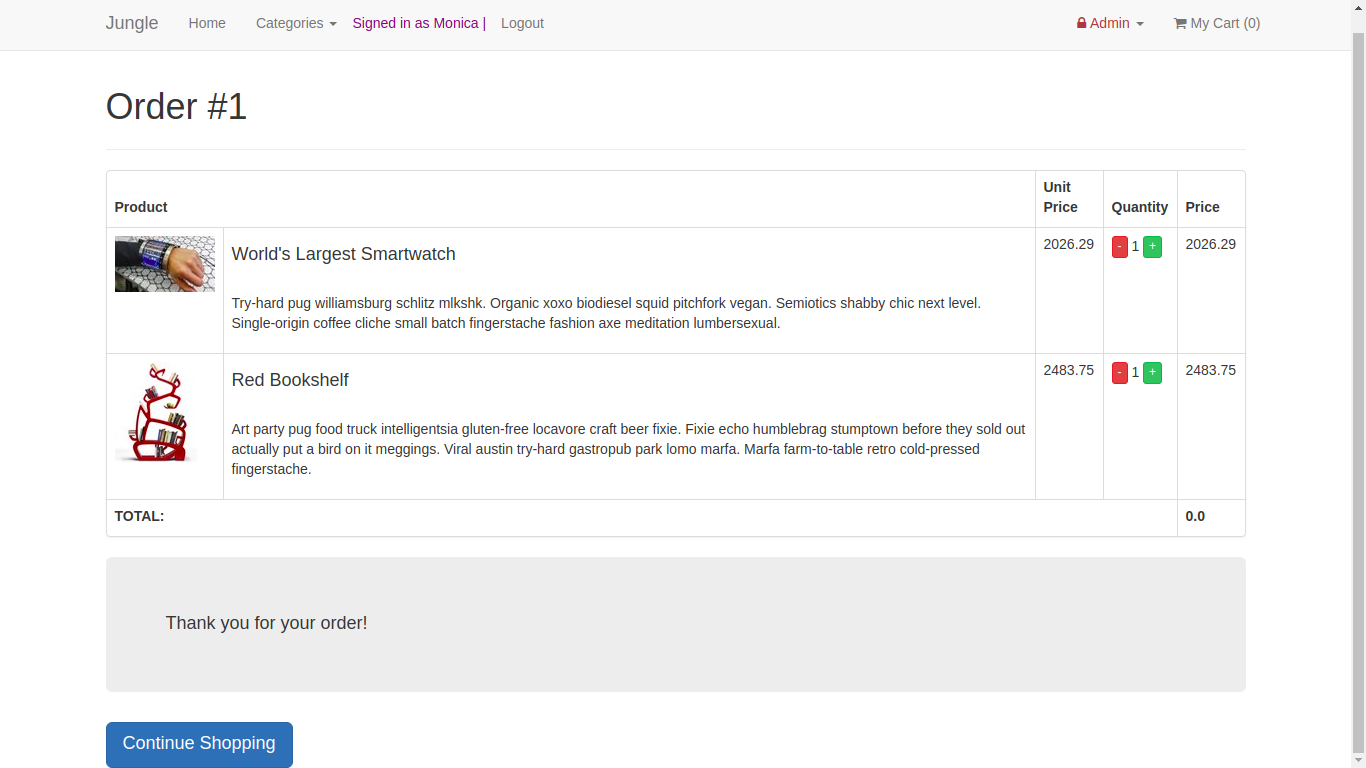 Jungle Home Categories Signed in as Monica | Logout Admin My Cart (0)
Order #1
Product Unit Price Quantity Price
World's Largest Smartwatch 2026.29 - 1 + 2026.29
Try-hard pug williamsburg schlitz mlkshk. Organic xoxo biodiesel squid pitchfork vegan. Semiotics shabby chic next level.
Single-origin coffee cliche small batch fingerstache fashion axe meditation lumbersexual.
Red Bookshelf 2483.75 - 1 + 2483.75
Art party pug food truck intelligentsia gluten-free locavore craft beer fixie. Fixie echo humblebrag stumptown before they sold out
actually put a bird on it meggings. Viral austin try-hard gastropub park lomo marfa. Marfa farm-to-table retro cold-pressed
fingerstache.
TOTAL: 0.0
Thank you for your order!
Continue Shopping